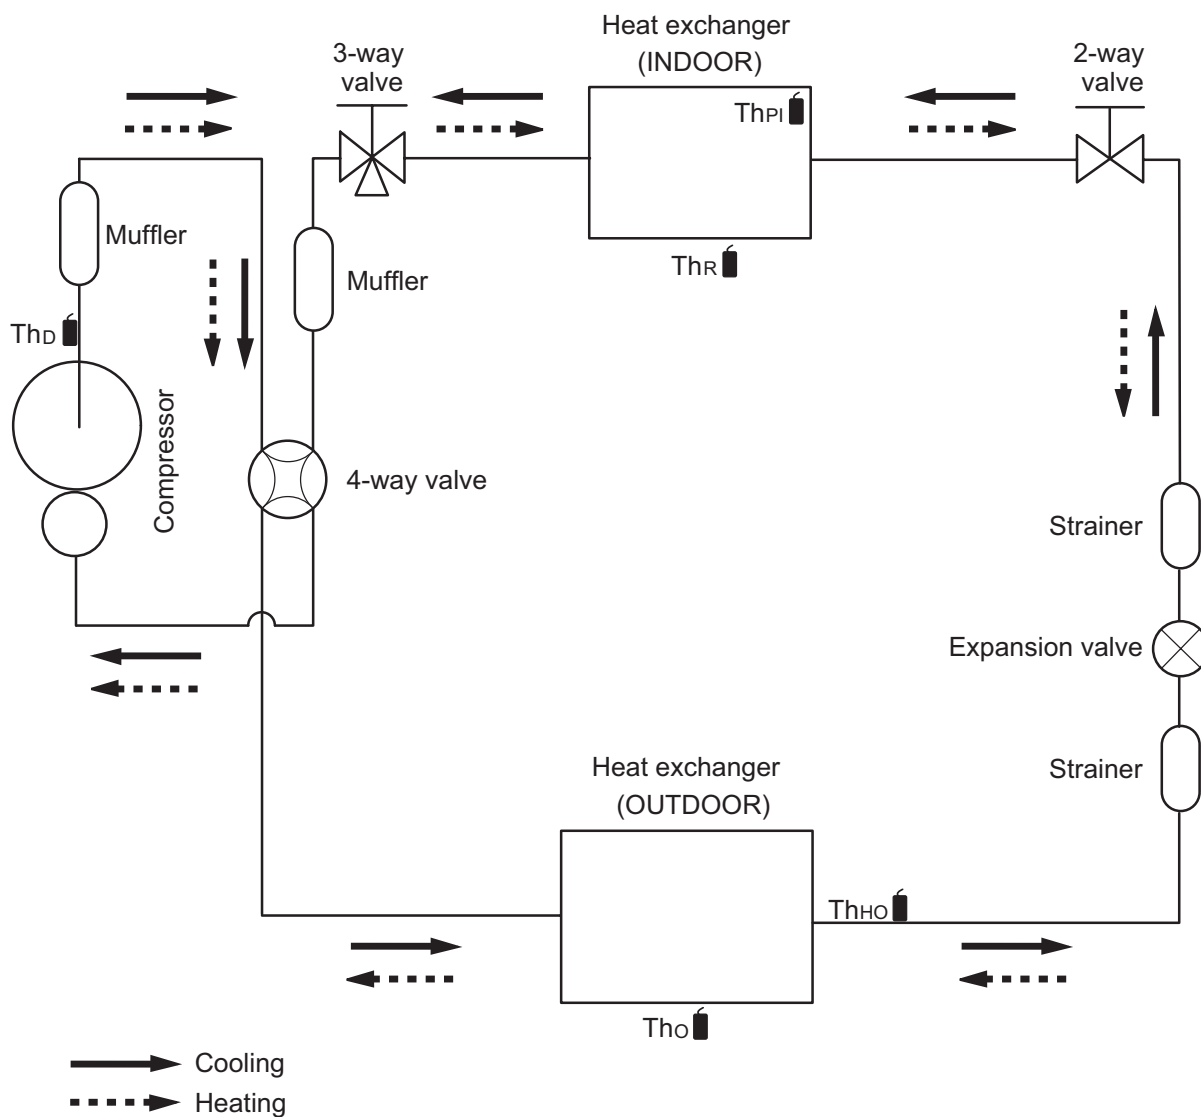 Heat exchanger
(INDOOR)
3-way
valve
2-way
valve
ThPI
Muffler
ThR
Muffler
ThD
Compressor
4-way valve
Strainer
Expansion valve
Heat exchanger
(OUTDOOR)
Strainer
ThHO
ThO
Cooling
Heating